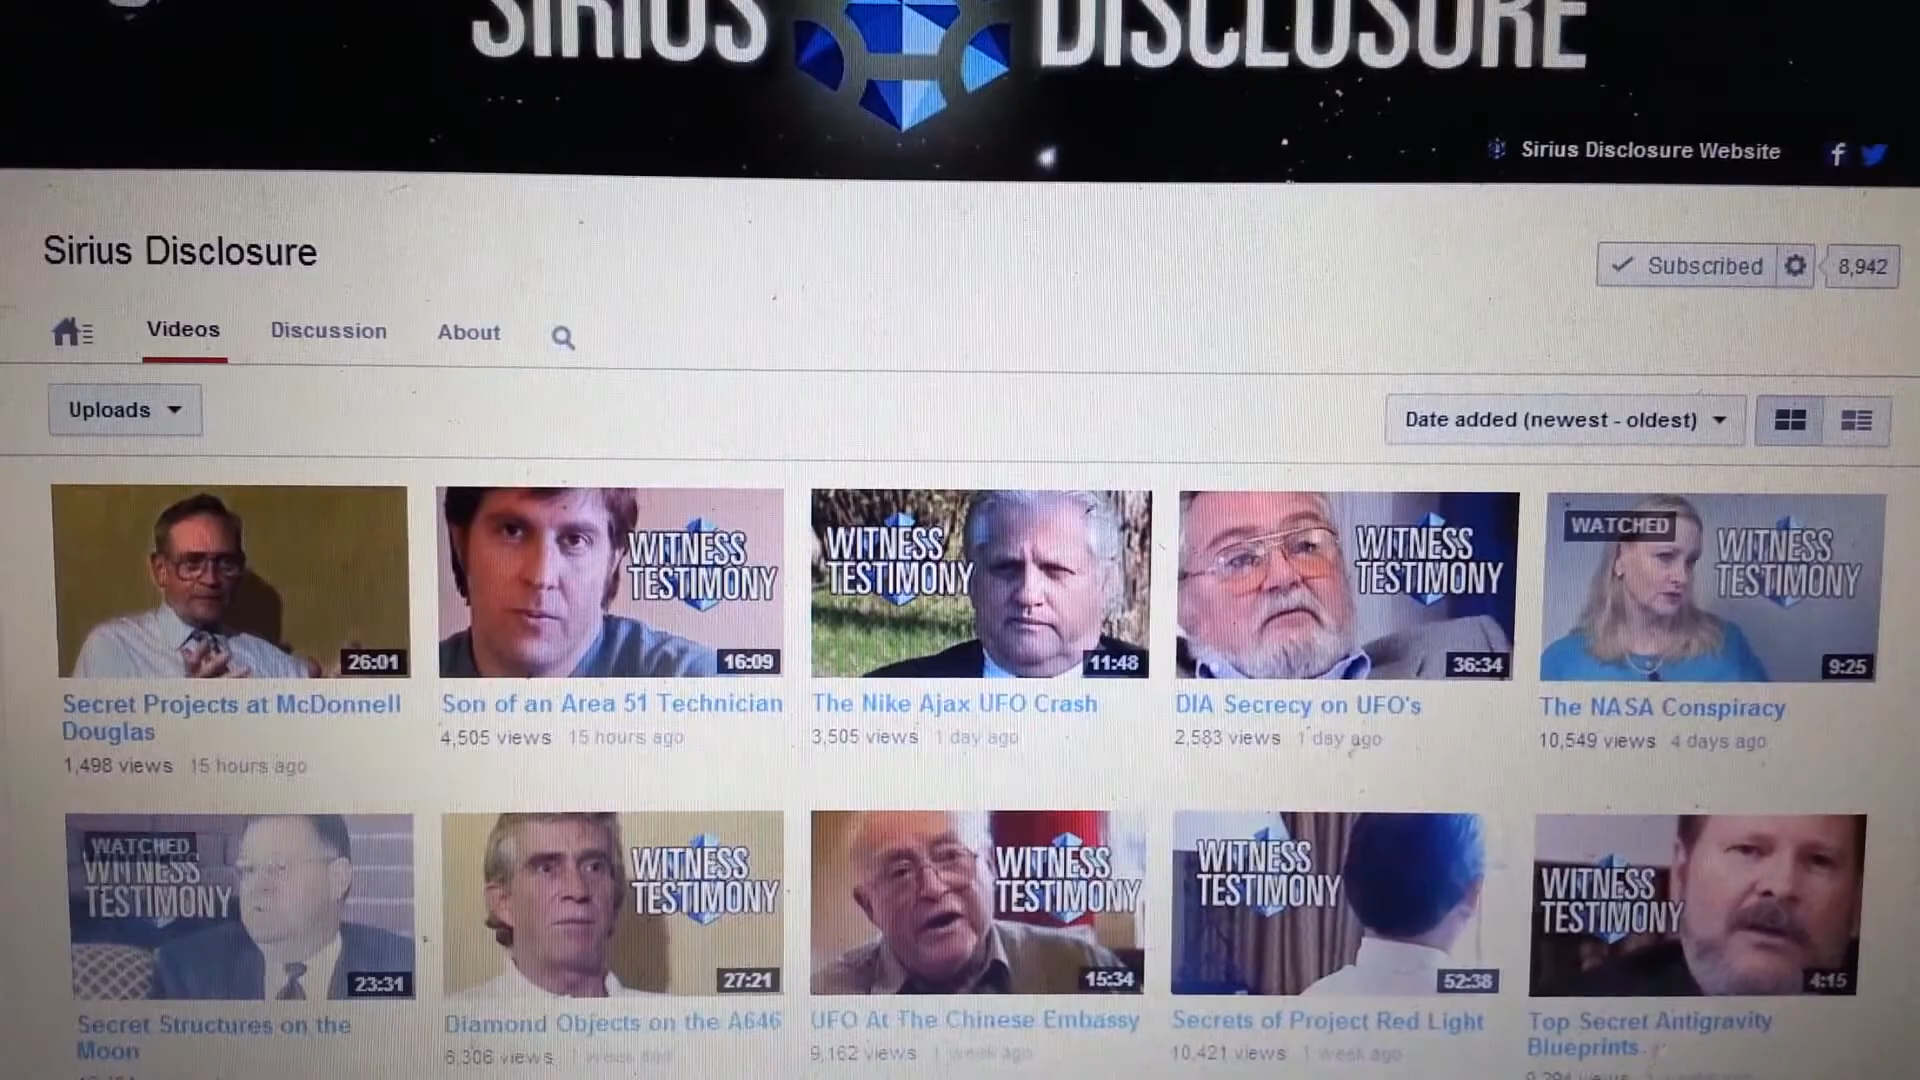 SIRIUS DISCLOSURE
Sirius Disclosure Website
Sirius Disclosure
Subscribed 8,942
Videos Discussion About
Uploads
Date added (newest - oldest)
26:01
WITNESS TESTIMONY
16:09
WITNESS TESTIMONY
11:48
WITNESS TESTIMONY
36:34
WATCHED
WITNESS TESTIMONY
9:25
Secret Projects at McDonnell
Douglas
1,498 views 15 hours ago
Son of an Area 51 Technician
4,505 views 15 hours ago
The Nike Ajax UFO Crash
3,505 views 1 day ago
DIA Secrecy on UFO's
2,583 views 1 day ago
The NASA Conspiracy
10,549 views 4 days ago
WATCHED
WITNESS
TESTIMONY
23:31
WITNESS
TESTIMONY
27:21
WITNESS
TESTIMONY
15:34
WITNESS
TESTIMONY
52:38
WITNESS
TESTIMONY
4:15
Secret Structures on the
Moon
Diamond Objects on the A646
6,306 views 1 week ago
UFO At The Chinese Embassy
9,162 views 1 week ago
Secrets of Project Red Light
10,421 views 1 week ago
Top Secret Antigravity
Blueprints